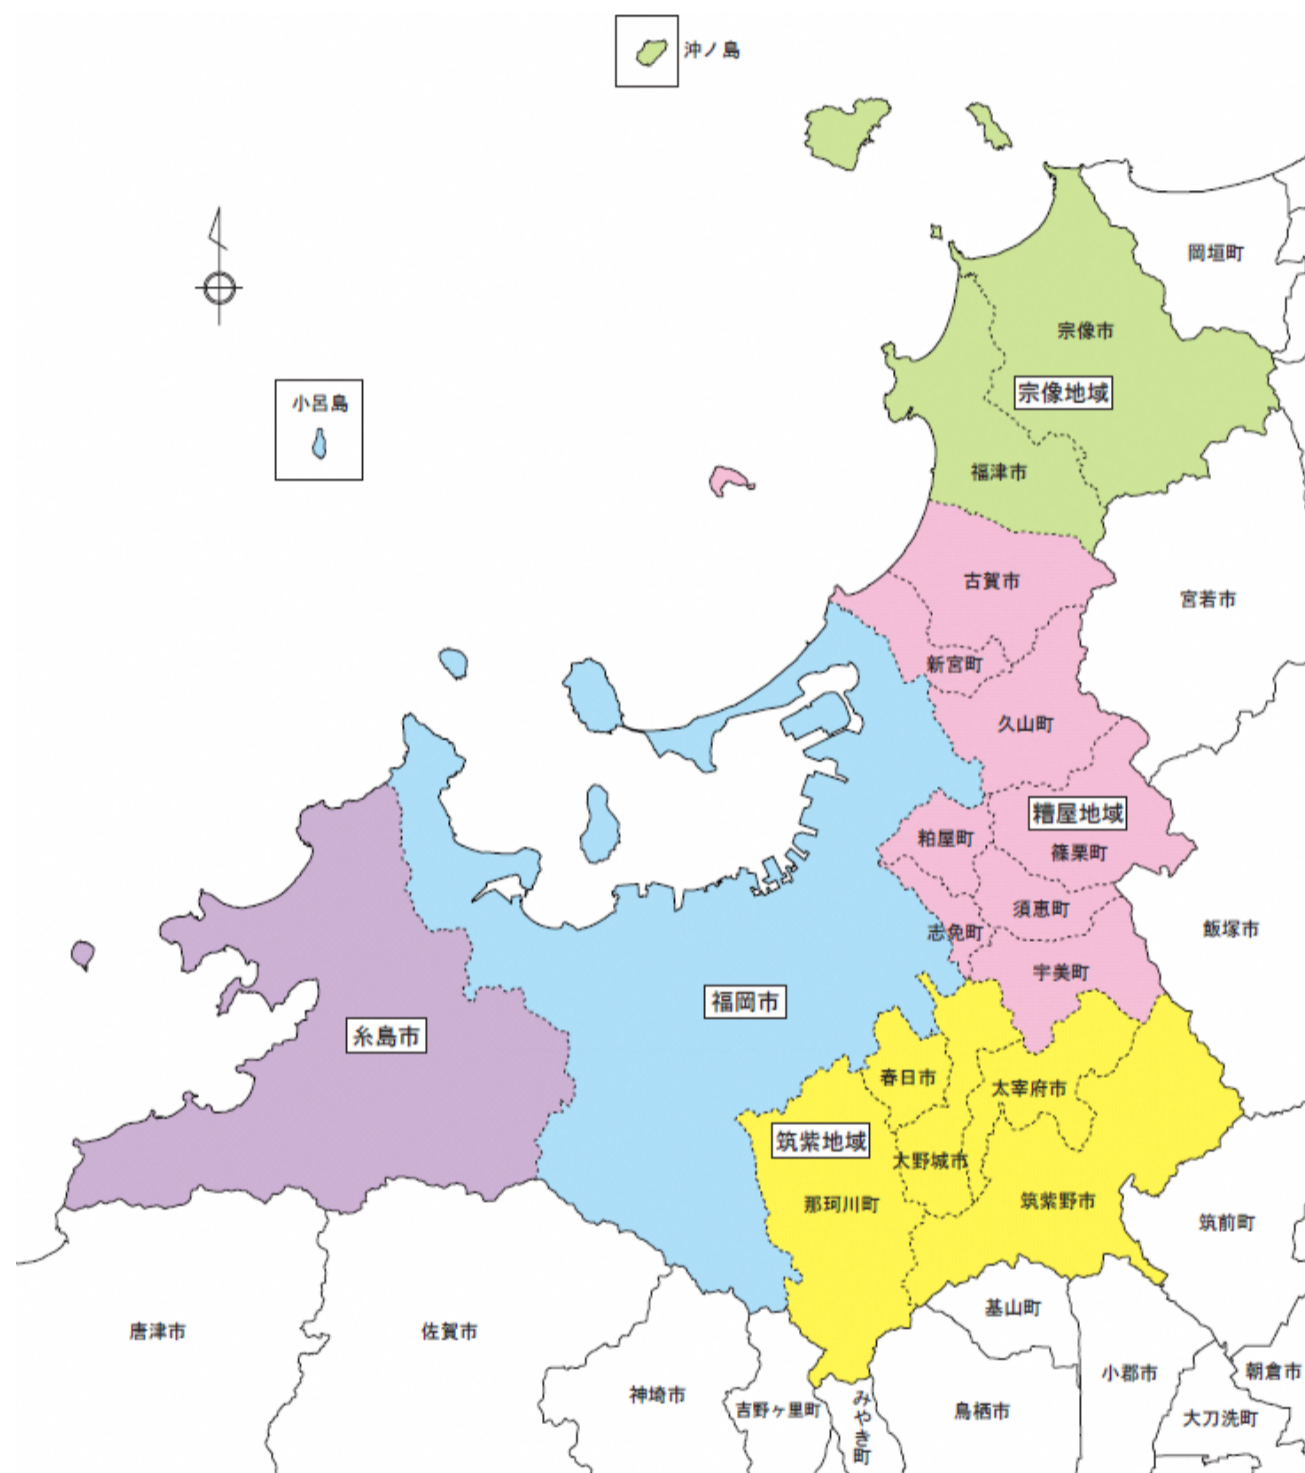 沖ノ島
岡垣町
宗像市
宗像地域
小呂島
福津市
古賀市
宮若市
新宮町
久山町
糟屋地域
粕屋町
篠栗町
須恵町
志免町
飯塚市
宇美町
福岡市
糸島市
春日市
太宰府市
筑紫地域
大野城市
那珂川町
筑紫野市
筑前町
基山町
唐津市
佐賀市
小郡市
朝倉市
神埼市
吉野ヶ里町
みやき町
鳥栖市
大刀洗町